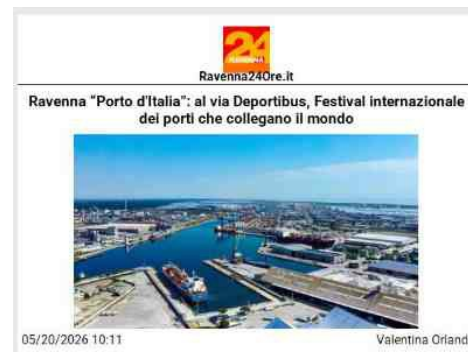 24
RAVENNA
Ravenna24Ore.it
Ravenna "Porto d'Italia": al via Deportibus, Festival internazionale
dei porti che collegano il mondo
05/20/2026 10:11
Valentina Orland